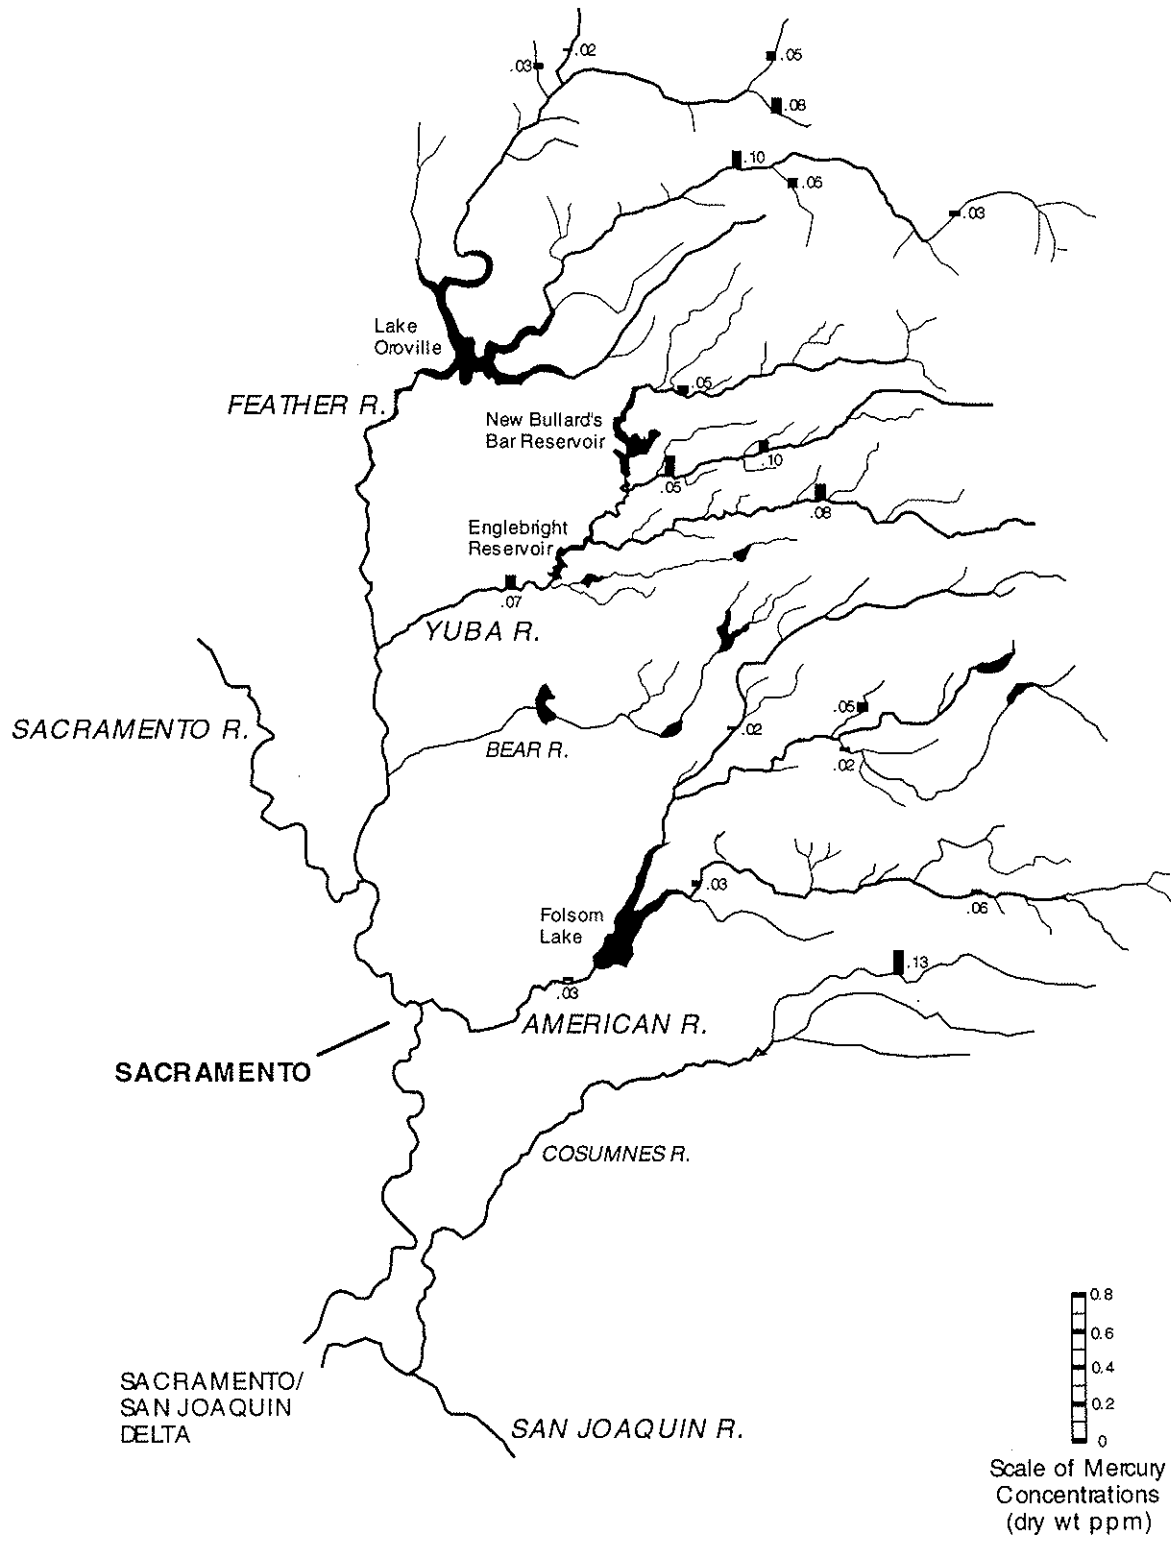 .02
.03
.05
.08
.10
.05
.03
Lake
Oroville
FEATHER R.
.05
New Bullard's
Bar Reservoir
.10
.05
.08
Englebright
Reservoir
.07
YUBA R.
SACRAMENTO R.
.05
.02
BEAR R.
.02
.03
.06
Folsom
Lake
.13
.03
AMERICAN R.
SACRAMENTO
COSUMNES R.
0.8
0.6
0.4
0.2
0
SACRAMENTO/
SAN JOAQUIN
DELTA
SAN JOAQUIN R.
Scale of Mercury
Concentrations
(dry wt ppm)